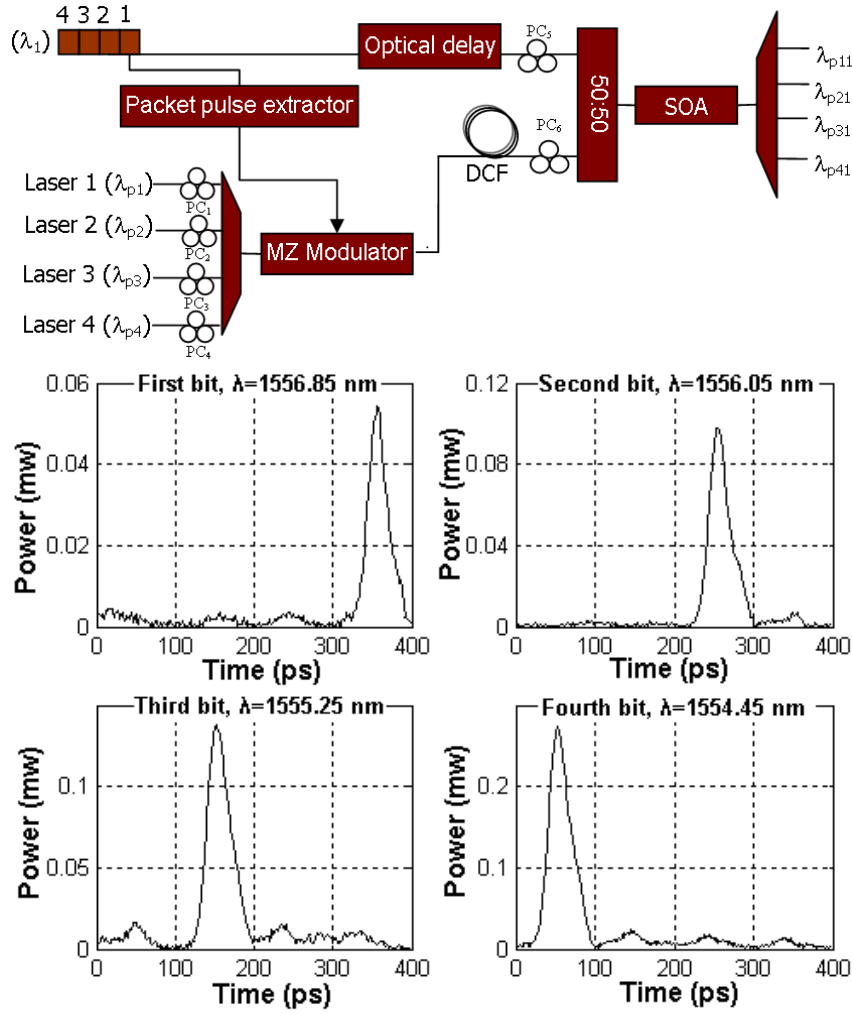 4 3 2 1
(λ1)
Optical delay
PC5
Packet pulse extractor
50:50
SOA
λp11
λp21
λp31
λp41
PC6
DCF
Laser 1 (λp1)
PC1
Laser 2 (λp2)
PC2
MZ Modulator
Laser 3 (λp3)
PC3
Laser 4 (λp4)
PC4
First bit, λ=1556.85 nm
Power (mw)
0.06
0.04
0.02
0
0 100 200 300 400
Time (ps)
Second bit, λ=1556.05 nm
Power (mw)
0.12
0.08
0.04
0
0 100 200 300 400
Time (ps)
Third bit, λ=1555.25 nm
Power (mw)
0.1
0.05
0
0 100 200 300 400
Time (ps)
Fourth bit, λ=1554.45 nm
Power (mw)
0.2
0.1
0
0 100 200 300 400
Time (ps)